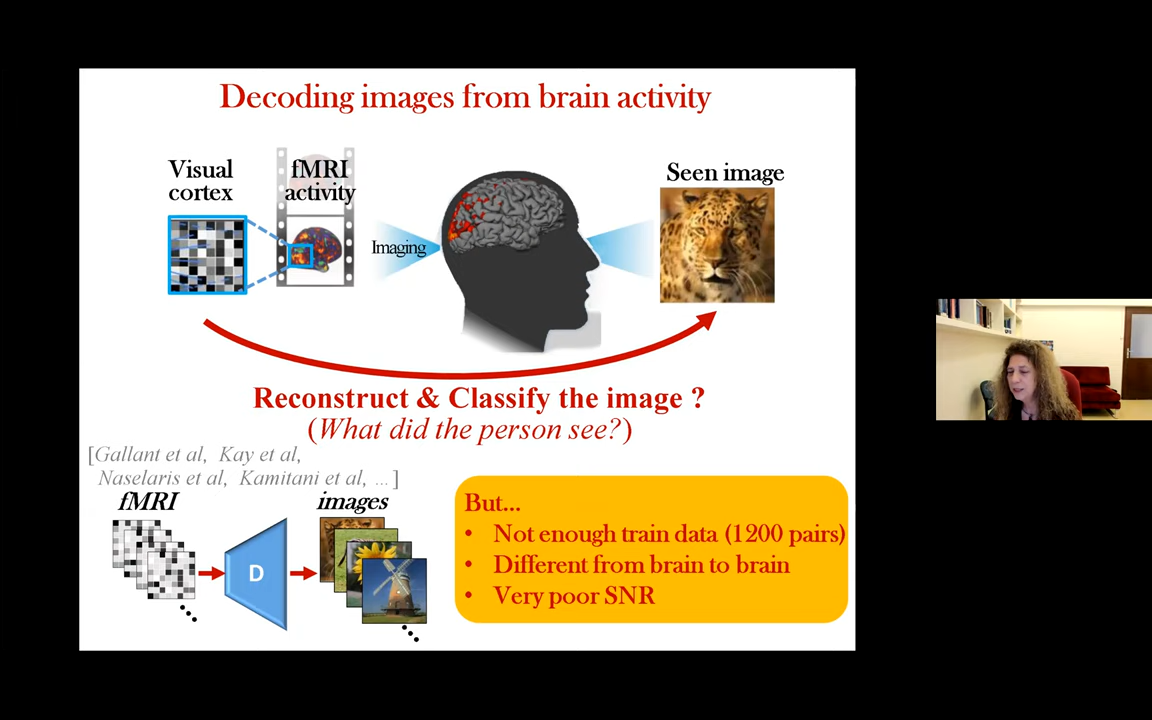 Decoding images from brain activity
Visual
cortex
fMRI
activity
Imaging
Seen image
Reconstruct & Classify the image ?
(What did the person see?)
[Gallant et al, Kay et al,
Naselaris et al, Kamitani et al, ...]
fMRI
images
D
But...
• Not enough train data (1200 pairs)
• Different from brain to brain
• Very poor SNR